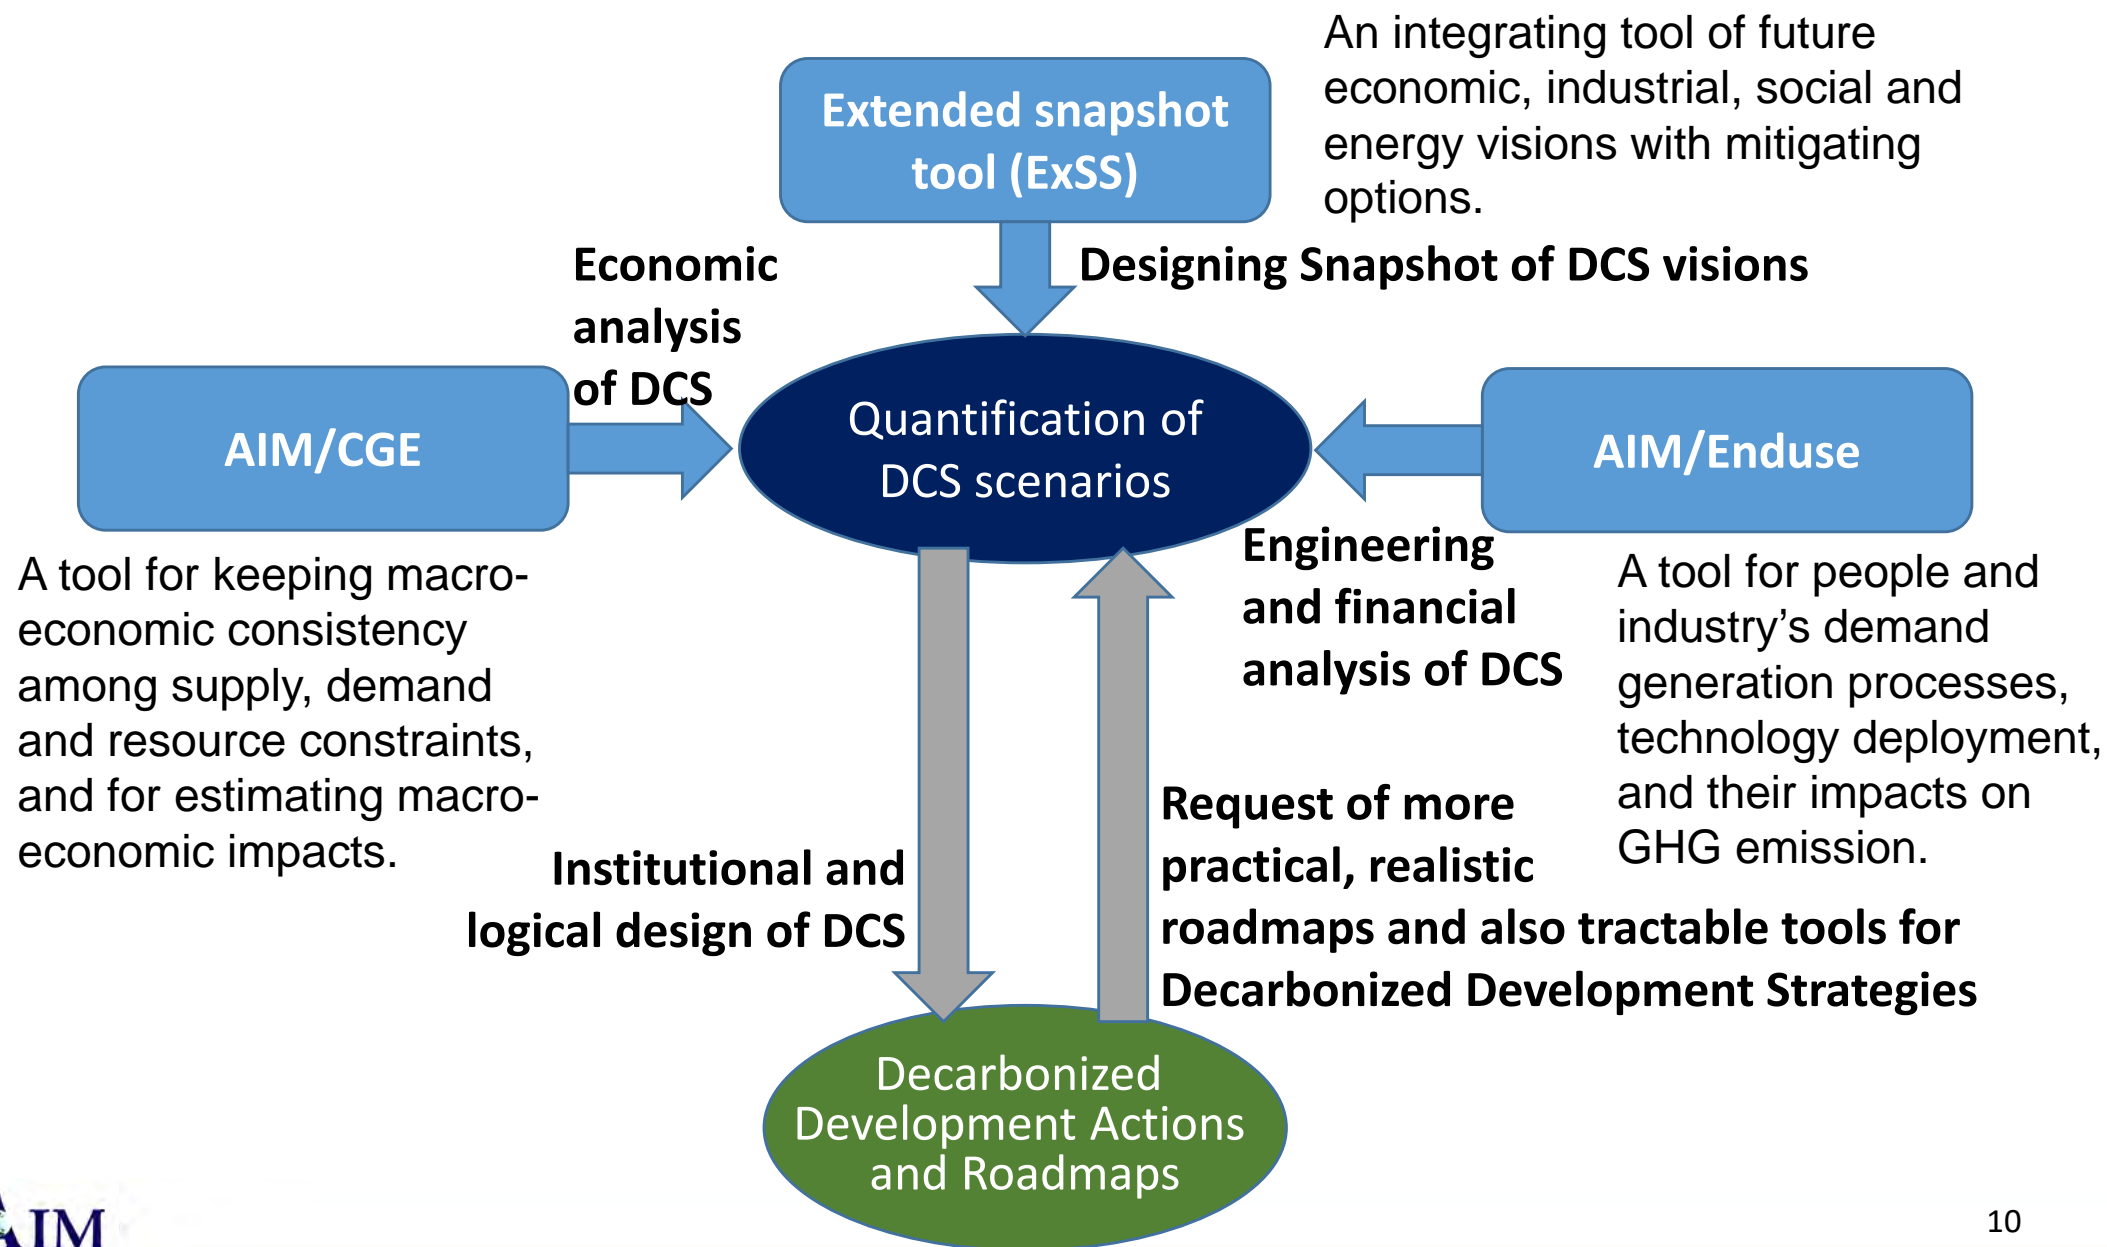 An integrating tool of future
economic, industrial, social and
energy visions with mitigating
options.
Extended snapshot
tool (ExSS)
Designing Snapshot of DCS visions
Economic
analysis
of DCS
AIM/CGE
Quantification of
DCS scenarios
AIM/Enduse
A tool for keeping macro-
economic consistency
among supply, demand
and resource constraints,
and for estimating macro-
economic impacts.
Engineering
and financial
analysis of DCS
A tool for people and
industry’s demand
generation processes,
technology deployment,
and their impacts on
GHG emission.
Institutional and
logical design of DCS
Request of more
practical, realistic
roadmaps and also tractable tools for
Decarbonized Development Strategies
Decarbonized
Development Actions
and Roadmaps
AIM
10